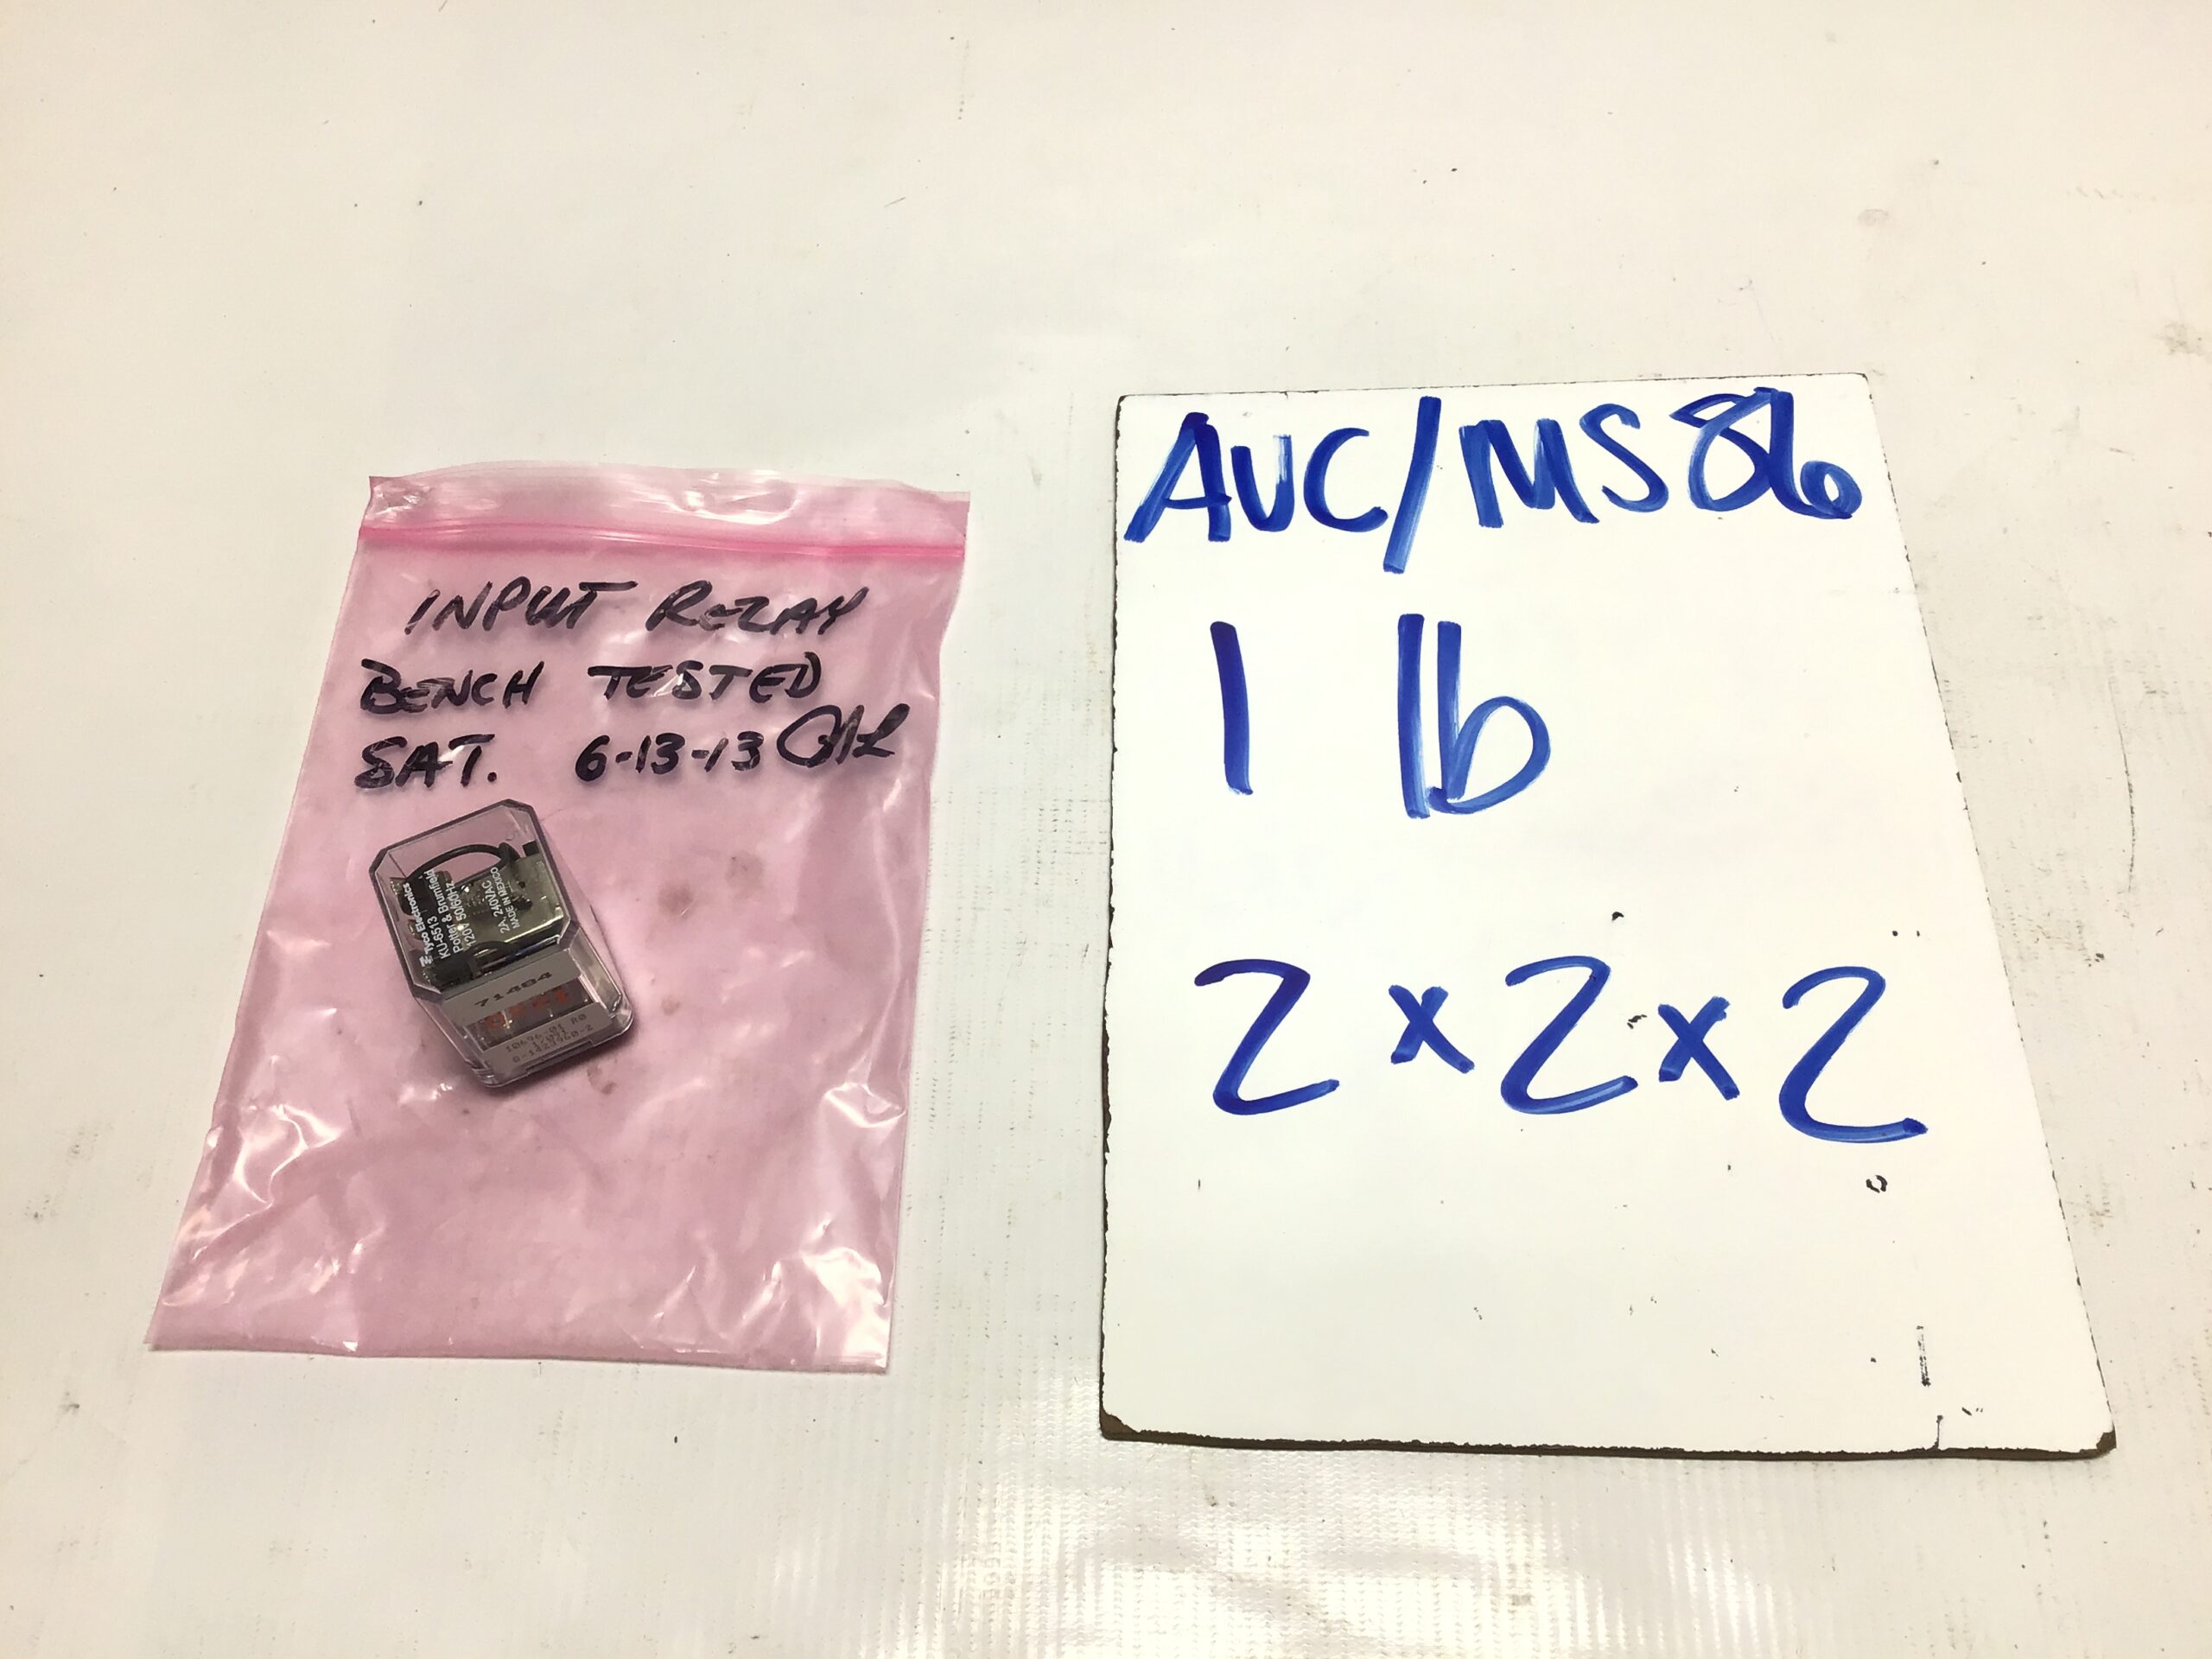 INPUT RELAY
BENCH TESTED
SAT. 6-13-13
Tyco Electronics
KU-6513
Potter & Brumfield
120V 50/60Hz
2A, 240VAC
MADE IN MEXICO
71404
AUC/MS86
1 lb
2 x 2 x 2